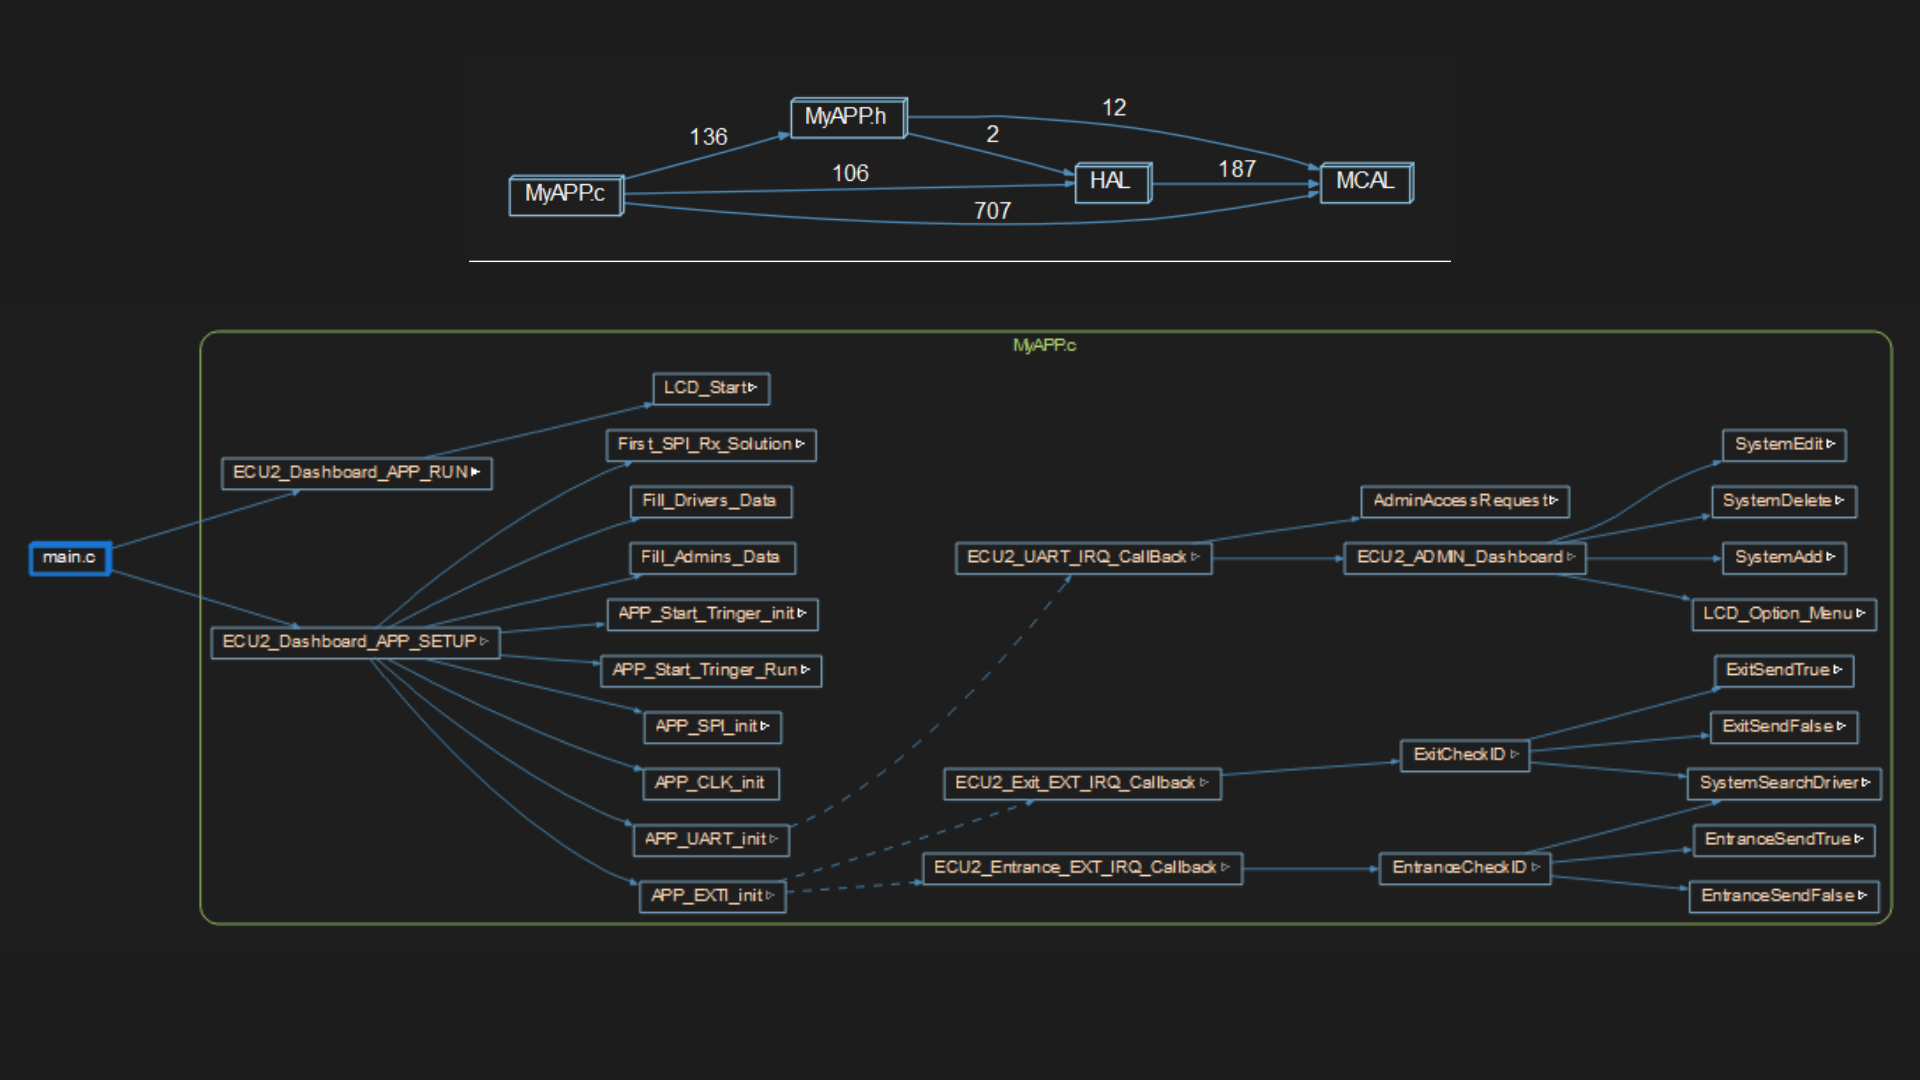 12
MyAPP.h
136
2
106
187
HAL
MCAL
MyAPP.c
707
MyAPP.c
LCD_Start
First_SPI_Rx_Solution
SystemEdit
ECU2_Dashboard_APP_RUN
Fill_Drivers_Data
AdminAccessRequest
SystemDelete
main.c
Fill_Admins_Data
ECU2_UART_IRQ_CallBack
ECU2_ADMIN_Dashboard
SystemAdd
APP_Start_Tringer_init
LCD_Option_Menu
ECU2_Dashboard_APP_SETUP
APP_Start_Tringer_Run
ExitSendTrue
APP_SPI_init
ExitSendFalse
ExitCheckID
APP_CLK_init
ECU2_Exit_EXT_IRQ_Callback
SystemSearchDriver
APP_UART_init
EntranceSendTrue
ECU2_Entrance_EXT_IRQ_Callback
EntranceCheckID
APP_EXTI_init
EntranceSendFalse